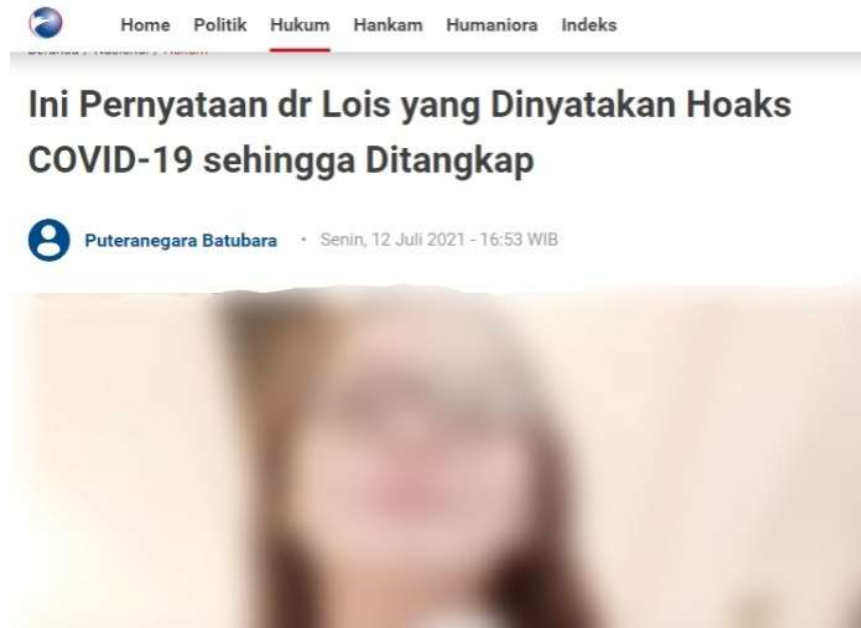 Home Politik Hukum Hankam Humaniora Indeks
Ini Pernyataan dr Lois yang Dinyatakan Hoaks
COVID-19 sehingga Ditangkap
Puteranegara Batubara • Senin, 12 Juli 2021 - 16:53 WIB